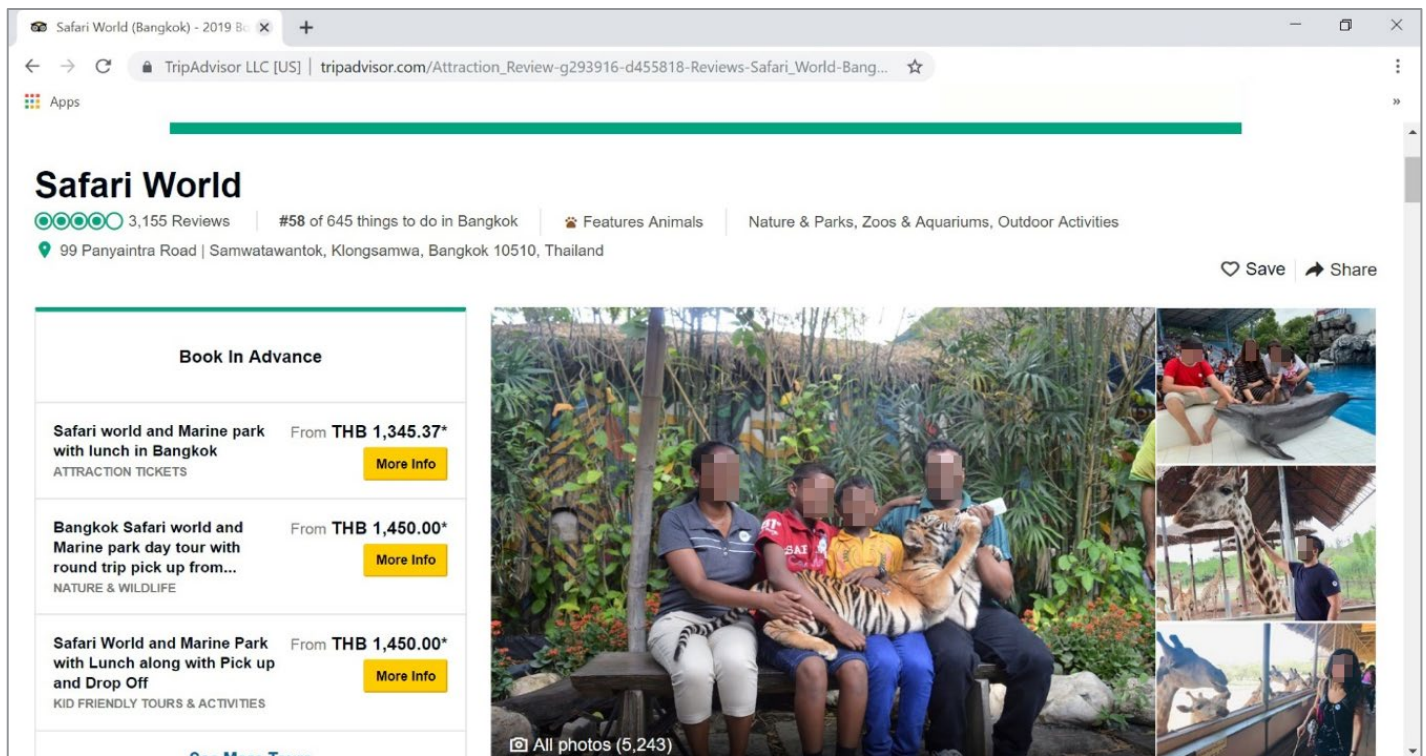 Safari World (Bangkok) - 2019 Bo
TripAdvisor LLC [US] | tripadvisor.com/Attraction_Review-g293916-d455818-Reviews-Safari_World-Bang...
Apps
Safari World
3,155 Reviews
#58 of 645 things to do in Bangkok
Features Animals
Nature & Parks, Zoos & Aquariums, Outdoor Activities
99 Panyaintra Road | Samwatawantok, Klongsamwa, Bangkok 10510, Thailand
Save
Share
Book In Advance
Safari world and Marine park
with lunch in Bangkok
ATTRACTION TICKETS
From THB 1,345.37*
More Info
Bangkok Safari world and
Marine park day tour with
round trip pick up from...
NATURE & WILDLIFE
From THB 1,450.00*
More Info
Safari World and Marine Park
with Lunch along with Pick up
and Drop Off
KID FRIENDLY TOURS & ACTIVITIES
From THB 1,450.00*
More Info
See More Tours
All photos (5,243)